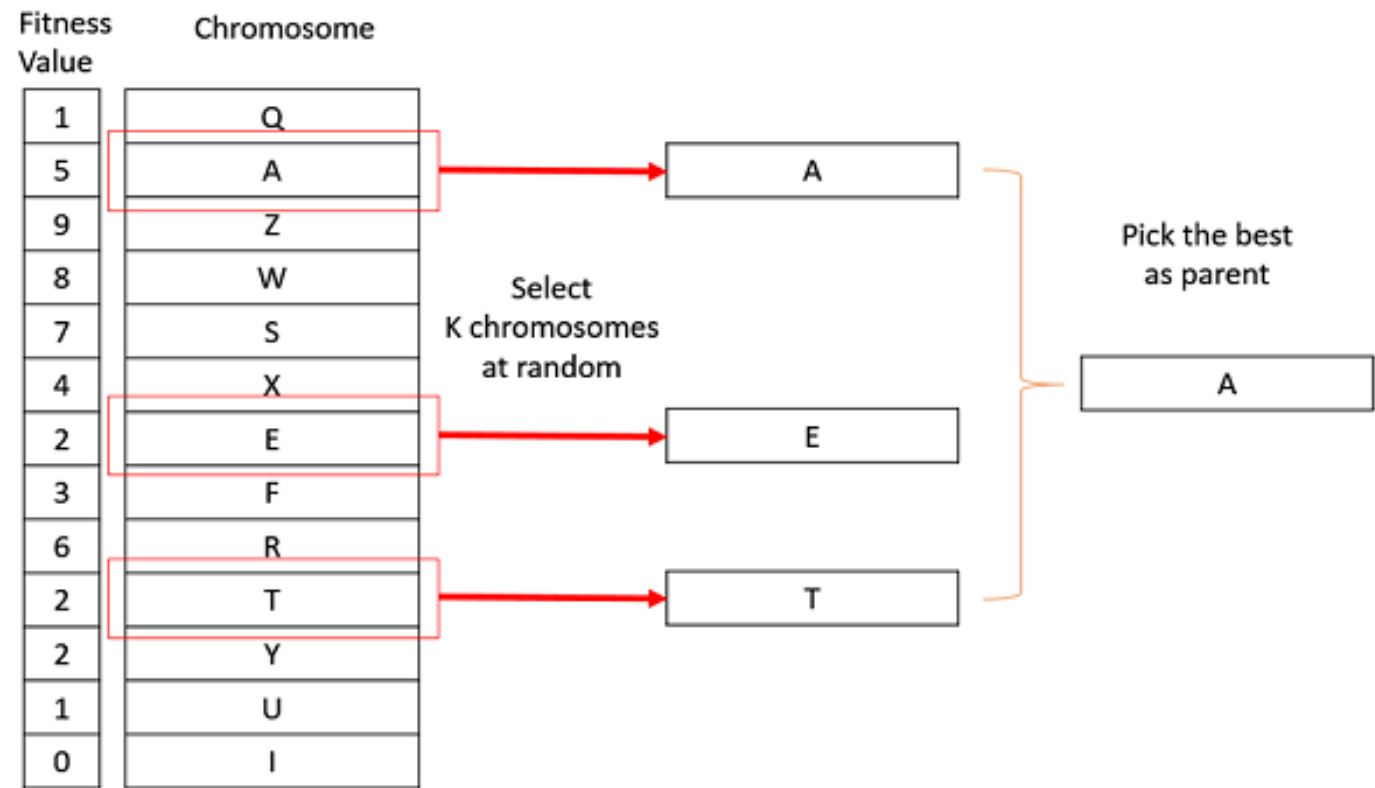 Fitness
Value
Chromosome
1 Q
5 A
9 Z
8 W
7 S
4 X
2 E
3 F
6 R
2 T
2 Y
1 U
0 I
Select
K chromosomes
at random
A
E
T
Pick the best
as parent
A